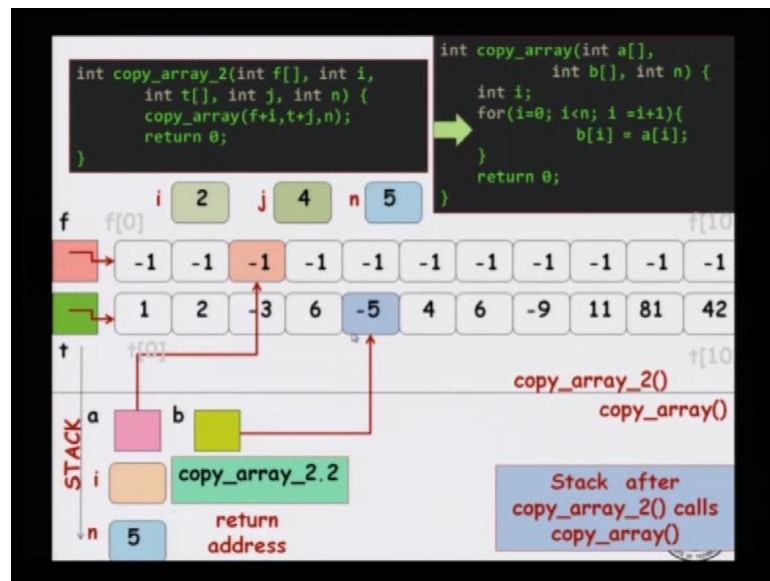 int copy_array_2(int f[], int i,
int t[], int j, int n) {
copy_array(f+i,t+j,n);
return 0;
}
int copy_array(int a[],
int b[], int n) {
int i;
for(i=0; i<n; i =i+1){
b[i] = a[i];
}
return 0;
}
i 2 j 4 n 5
f f[0] f[10
-1 -1 -1 -1 -1 -1 -1 -1 -1 -1 -1
1 2 -3 6 -5 4 6 -9 11 81 42
t t[0] t[10
copy_array_2()
copy_array()
STACK
a b
i copy_array_2.2
return
address
n 5
Stack after
copy_array_2() calls
copy_array()